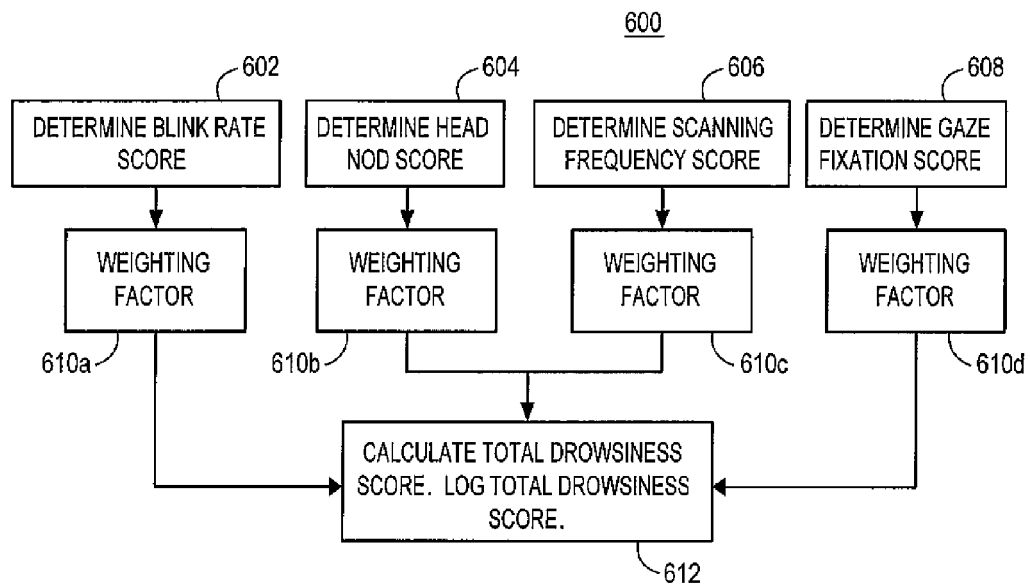 600
602
604
606
608
DETERMINE BLINK RATE
SCORE
DETERMINE HEAD
NOD SCORE
DETERMINE SCANNING
FREQUENCY SCORE
DETERMINE GAZE
FIXATION SCORE
WEIGHTING
FACTOR
WEIGHTING
FACTOR
WEIGHTING
FACTOR
WEIGHTING
FACTOR
610a
610b
610c
610d
CALCULATE TOTAL DROWSINESS
SCORE. LOG TOTAL DROWSINESS
SCORE.
612